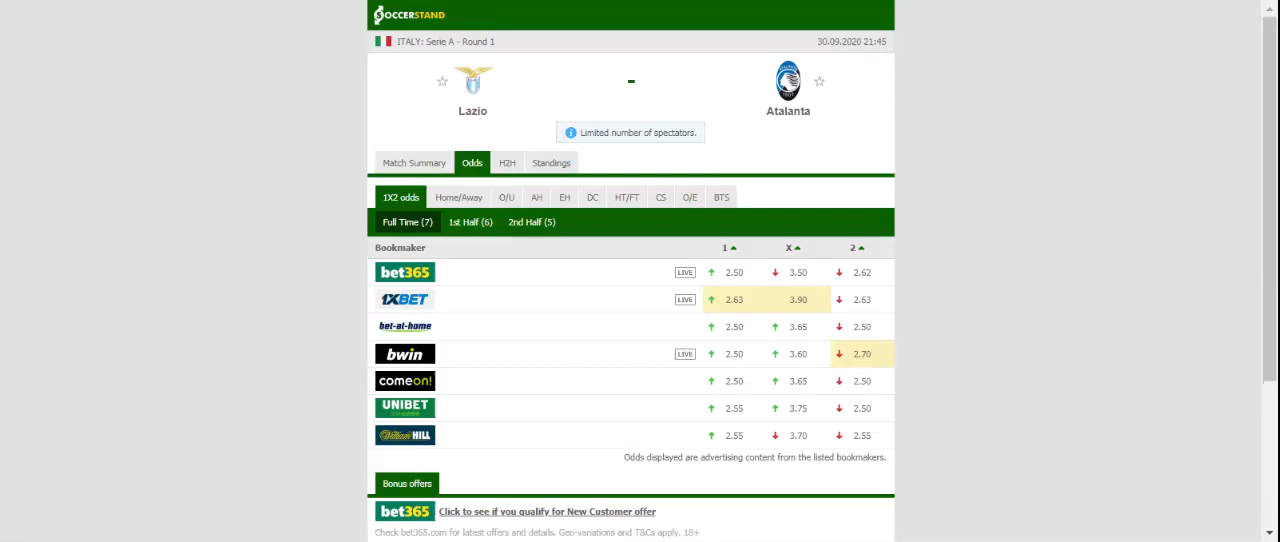 SOCCERSTAND
ITALY: Serie A - Round 1 30.09.2020 21:45
-
Lazio Atalanta
Limited number of spectators.
Match Summary Odds H2H Standings
1X2 odds Home/Away O/U AH EH DC HT/FT CS O/E BTS
Full Time (7) 1st Half (6) 2nd Half (5)
Bookmaker 1 X 2
bet365 LIVE 2.50 3.50 2.62
1XBET LIVE 2.63 3.90 2.63
bet-at-home 2.50 3.65 2.50
bwin LIVE 2.50 3.60 2.70
comeon! 2.50 3.65 2.50
UNIBET 2.55 3.75 2.50
William HILL 2.55 3.70 2.55
Odds displayed are advertising content from the listed bookmakers.
Bonus offers
bet365 Click to see if you qualify for New Customer offer
Check bet365.com for latest offers and details. Geo-variations and T&Cs apply. 18+